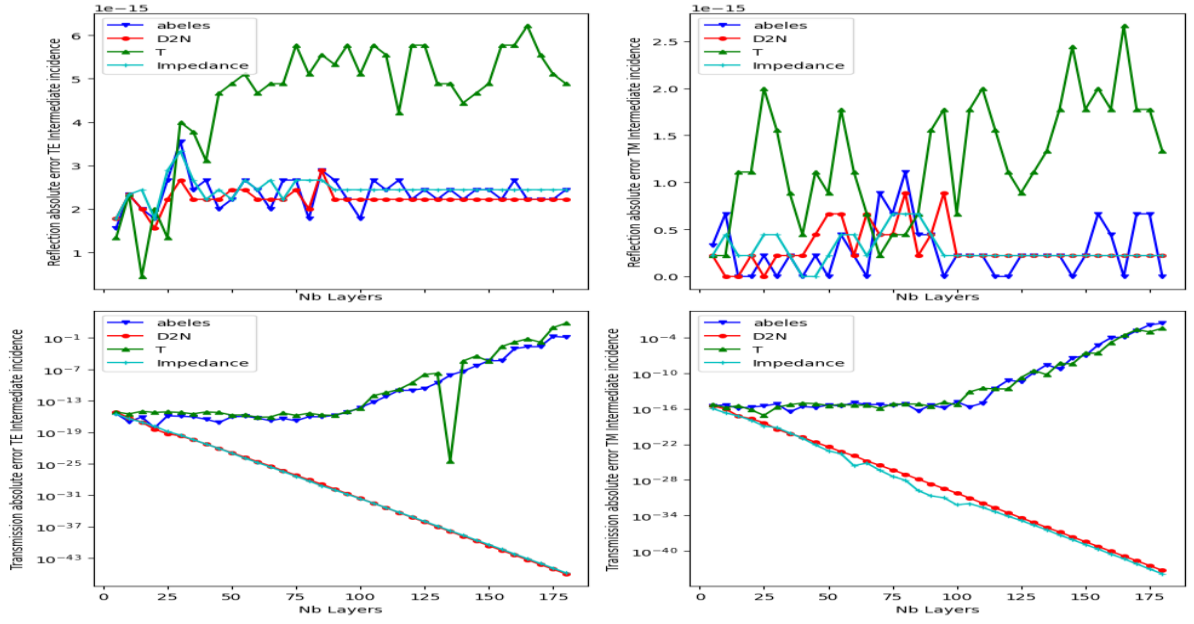 1e−15
Reflection absolute error TE Intermediate incidence
6
5
4
3
2
1
abeles
D2N
T
Impedance
Nb Layers
1e−15
Reflection absolute error TM Intermediate incidence
2.5
2.0
1.5
1.0
0.5
0.0
abeles
D2N
T
Impedance
Nb Layers
Transmission absolute error TE Intermediate incidence
10⁻¹
10⁻⁷
10⁻¹³
10⁻¹⁹
10⁻²⁵
10⁻³¹
10⁻³⁷
10⁻⁴³
abeles
D2N
T
Impedance
0 25 50 75 100 125 150 175
Nb Layers
Transmission absolute error TM Intermediate incidence
10⁻⁴
10⁻¹⁰
10⁻¹⁶
10⁻²²
10⁻²⁸
10⁻³⁴
10⁻⁴⁰
abeles
D2N
T
Impedance
0 25 50 75 100 125 150 175
Nb Layers